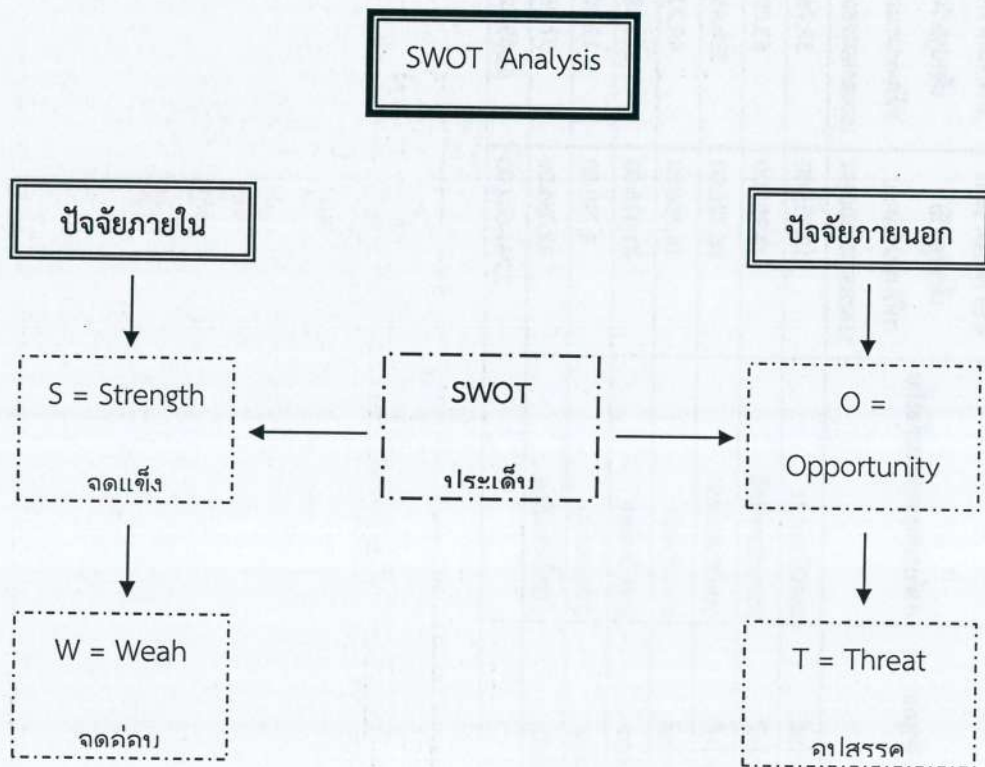 SWOT Analysis
ปัจจัยภายใน
ปัจจัยภายนอก
S = Strength
จุดแข็ง
SWOT
ประเด็น
O =
Opportunity
W = Weah
จุดอ่อน
T = Threat
อุปสรรค